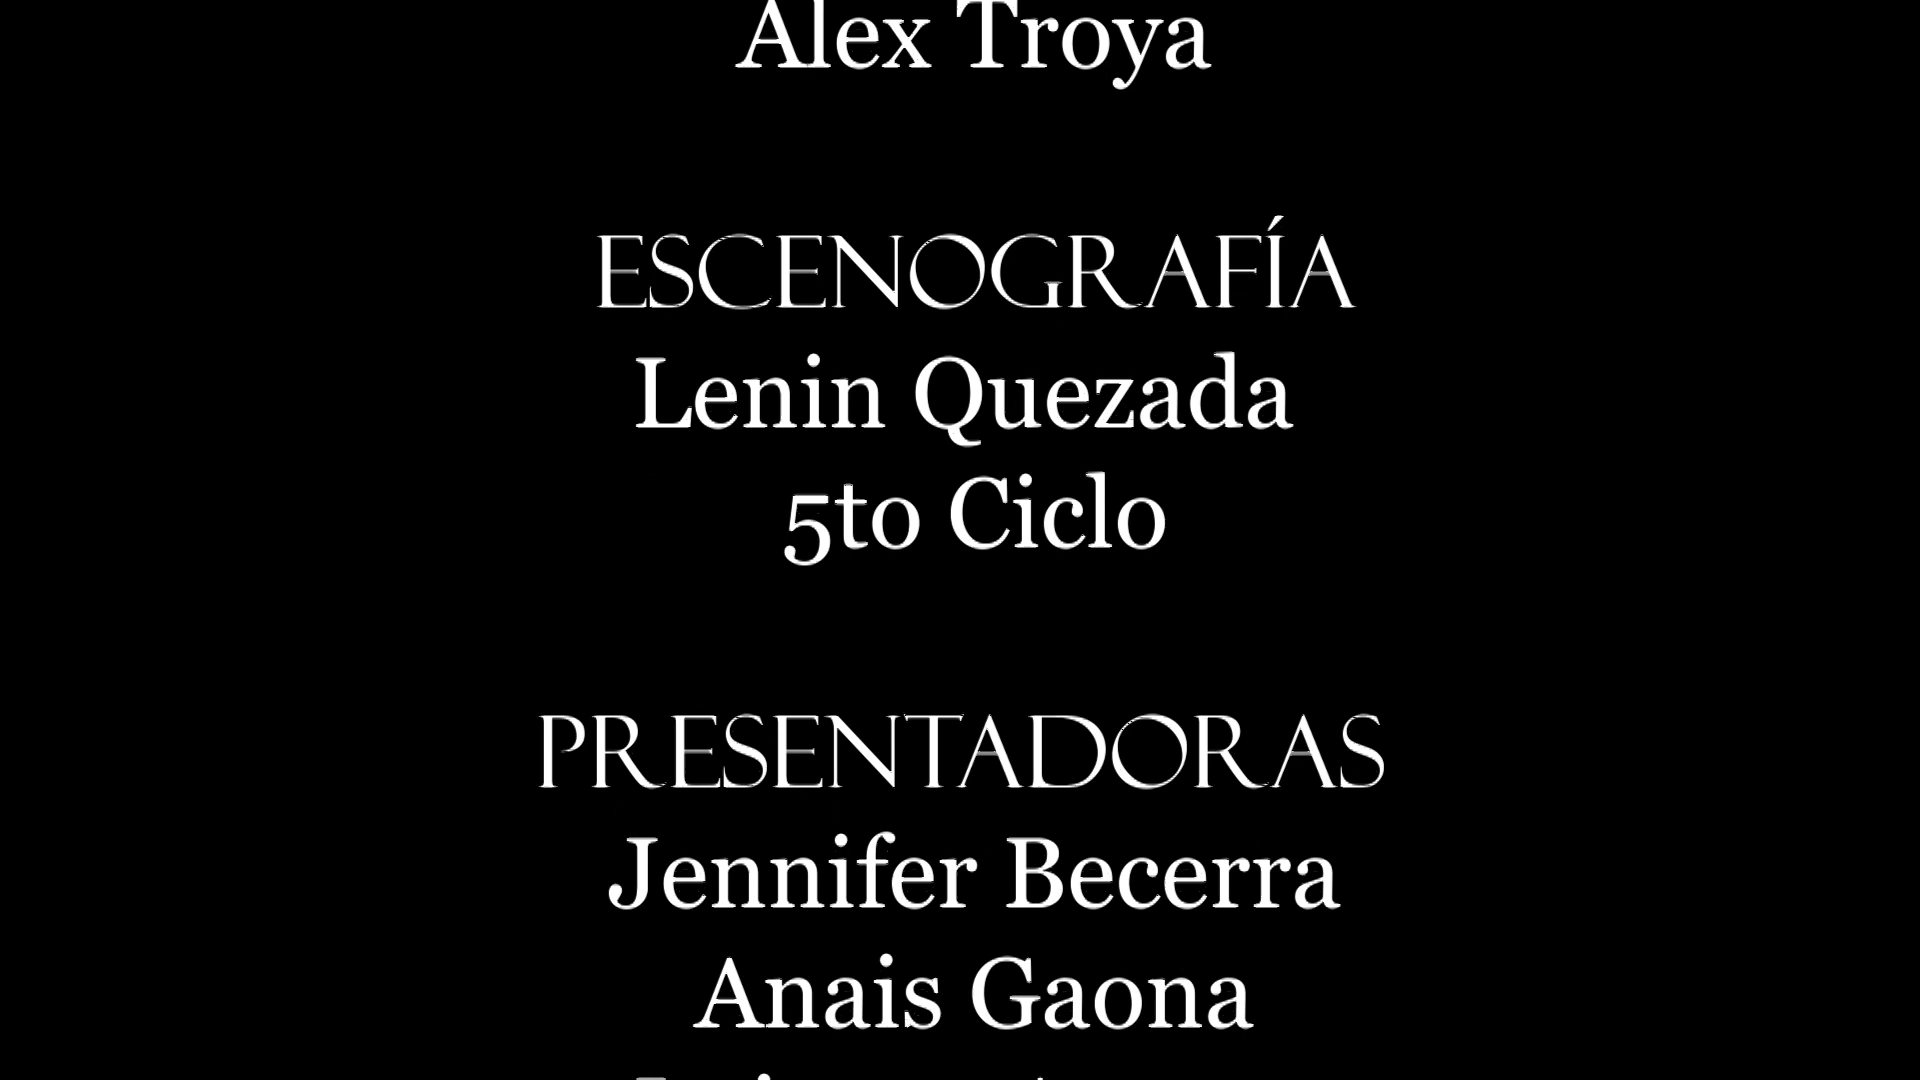 Alex Troya
ESCENOGRAFÍA
Lenin Quezada
5to Ciclo
PRESENTADORAS
Jennifer Becerra
Anais Gaona